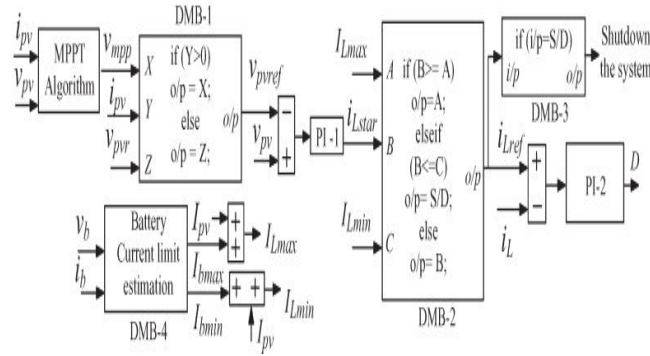 i_pv
v_pv
MPPT
Algorithm
v_mpp
DMB-1
X
i_pv
Y
v_pvr
Z
if (Y>0)
o/p = X;
else
o/p = Z;
o/p
v_pvref
v_pv
−
+
PI -1
i_Lstar
I_Lmax
A
B
I_Lmin
C
if (B>= A)
o/p=A;
elseif
(B<=C)
o/p= S/D;
else
o/p= B;
o/p
DMB-2
if (i/p=S/D)
i/p
o/p
DMB-3
Shutdown
the system
i_Lref
+
−
i_L
PI-2
D
v_b
i_b
Battery
Current limit
estimation
DMB-4
I_pv
+
+
I_Lmax
I_bmax
I_bmin
+ +
I_Lmin
I_pv